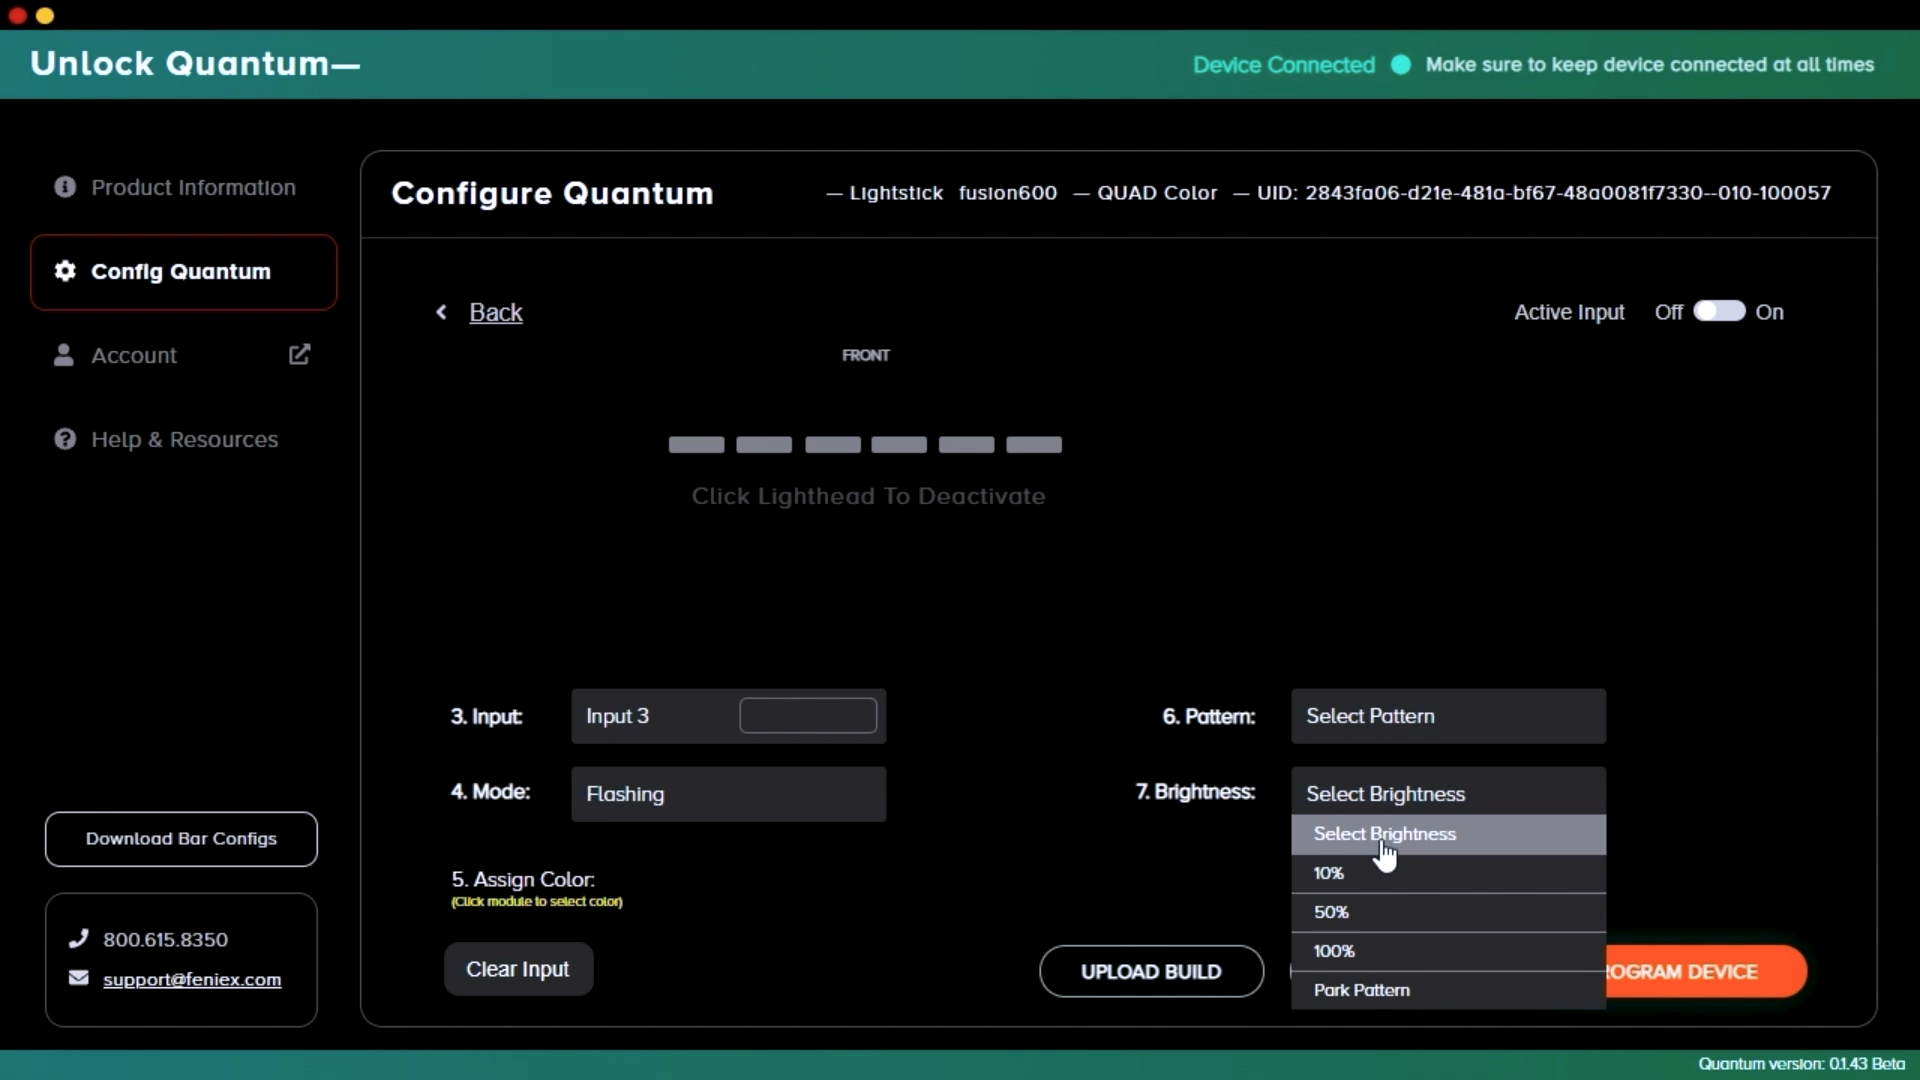 Unlock Quantum—
Device Connected
Make sure to keep device connected at all times
Product Information
Config Quantum
Account
Help & Resources
Download Bar Configs
800.615.8350
support@feniex.com
Configure Quantum
— Lightstick fusion600 — QUAD Color — UID: 2843fa06-d21e-481a-bf67-48a0081f7330--010-100057
Back
Active Input Off On
FRONT
Click Lighthead To Deactivate
3. Input:
Input 3
4. Mode:
Flashing
5. Assign Color:
(Click module to select color)
Clear Input
6. Pattern:
Select Pattern
7. Brightness:
Select Brightness
Select Brightness
10%
50%
100%
Park Pattern
UPLOAD BUILD
ROGRAM DEVICE
Quantum version: 0.1.43 Beta